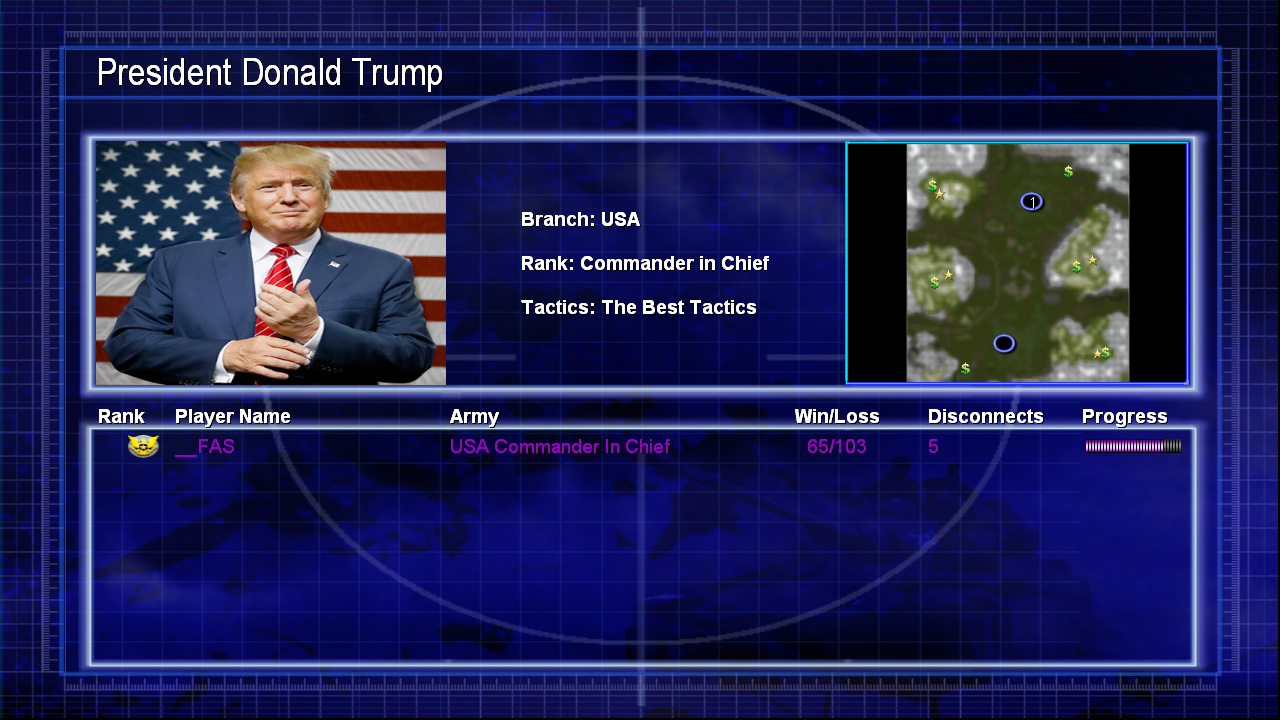 President Donald Trump
Branch: USA
Rank: Commander in Chief
Tactics: The Best Tactics
1
Rank Player Name Army Win/Loss Disconnects Progress
__FAS USA Commander In Chief 65/103 5